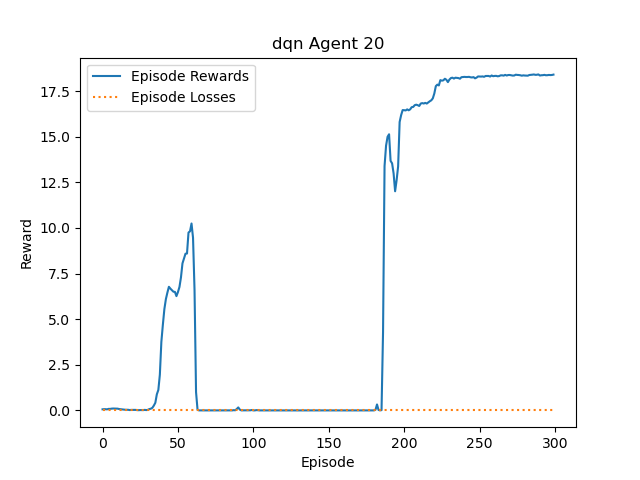 dqn Agent 20
Episode Rewards
Episode Losses
Reward
17.5
15.0
12.5
10.0
7.5
5.0
2.5
0.0
0 50 100 150 200 250 300
Episode